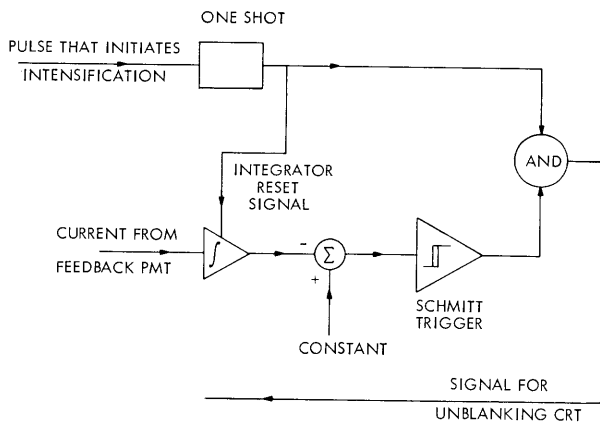 ONE SHOT
PULSE THAT INITIATES
INTENSIFICATION
INTEGRATOR
RESET
SIGNAL
AND
CURRENT FROM
FEEDBACK PMT
∫
-
Σ
+
SCHMITT
TRIGGER
CONSTANT
SIGNAL FOR
UNBLANKING CRT